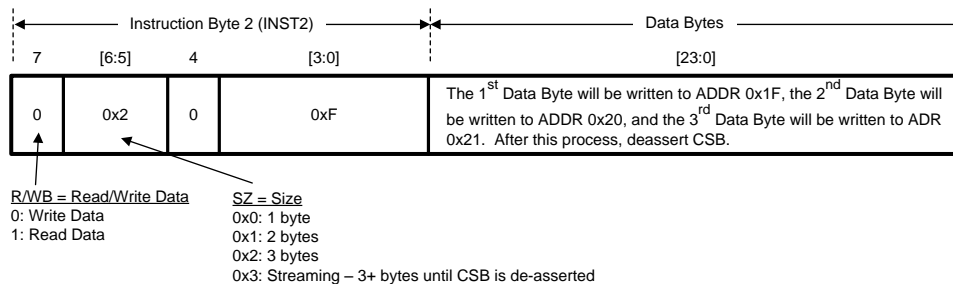 Instruction Byte 2 (INST2) Data Bytes
7 [6:5] 4 [3:0] [23:0]
0 0x2 0 0xF
The 1st Data Byte will be written to ADDR 0x1F, the 2nd Data Byte will
be written to ADDR 0x20, and the 3rd Data Byte will be written to ADR
0x21. After this process, deassert CSB.
R/WB = Read/Write Data
0: Write Data
1: Read Data
SZ = Size
0x0: 1 byte
0x1: 2 bytes
0x2: 3 bytes
0x3: Streaming – 3+ bytes until CSB is de-asserted